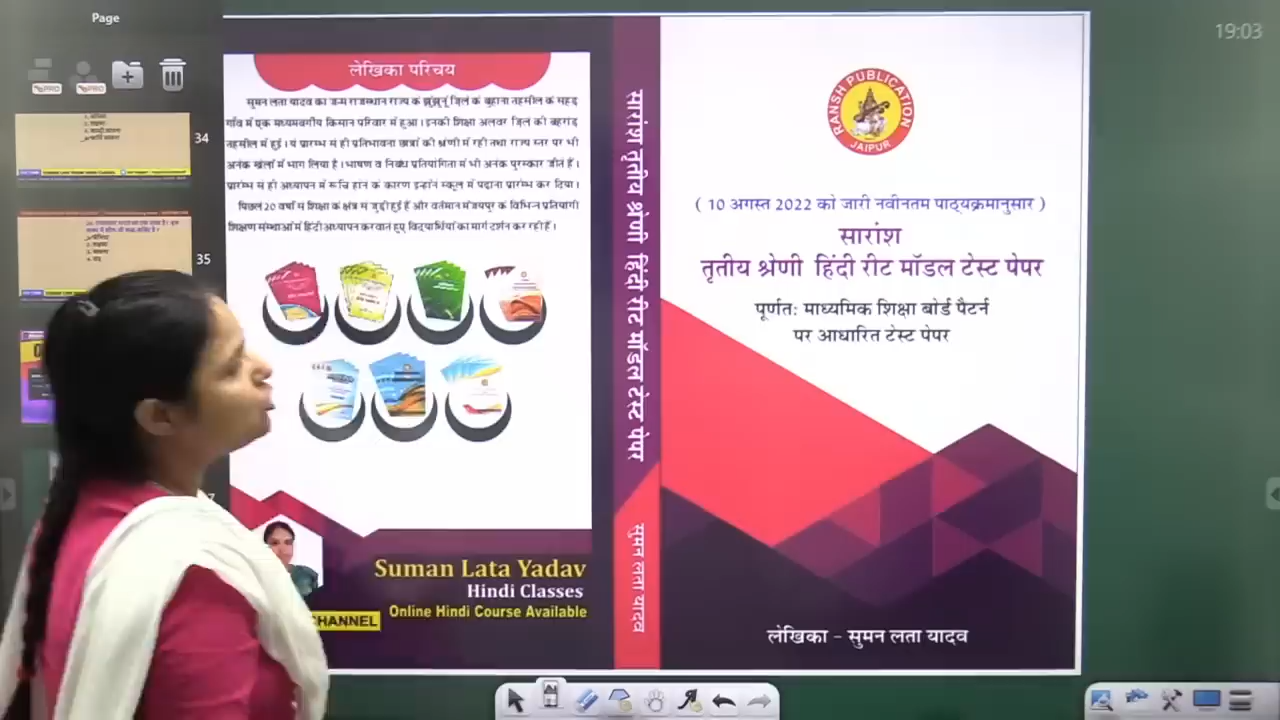 Page
19:03
34
35
लेखिका परिचय
सुमन लता यादव का जन्म राजस्थान राज्य के झुंझुनूं जिले के बुहाना तहसील के
गाँव में एक मध्यमवर्गीय किसान परिवार में हुआ। इनकी शिक्षा अलवर जिले की बहरोड़
तहसील में हुई। ये प्रारम्भ से ही प्रतिभावना छात्रा की श्रेणी में रही तथा राज्य स्तर पर भी
अनेक खेलों में भाग लिया है। भाषण व निबंध प्रतियोगिता में भी अनेक पुरस्कार जीते हैं।
प्रारंभ से ही अध्यापन में रूचि होने के कारण इन्होंने स्कूल में पढ़ाना प्रारंभ कर दिया।
पिछले 20 वर्षों से शिक्षा के क्षेत्र से जुड़ी हुई हैं और वर्तमान में जयपुर के विभिन्न प्रतियोगी
शिक्षण संस्थाओं में हिंदी अध्यापन करवाते हुए विद्यार्थियों का मार्गदर्शन कर रही हैं।
Suman Lata Yadav
Hindi Classes
Online Hindi Course Available
CHANNEL
सारांश तृतीय श्रेणी हिंदी रीट मॉडल टेस्ट पेपर
सुमन लता यादव
RANSH PUBLICATION
JAIPUR
( 10 अगस्त 2022 को जारी नवीनतम पाठ्यक्रमानुसार )
सारांश
तृतीय श्रेणी हिंदी रीट मॉडल टेस्ट पेपर
पूर्णतः माध्यमिक शिक्षा बोर्ड पैटर्न
पर आधारित टेस्ट पेपर
लेखिका - सुमन लता यादव